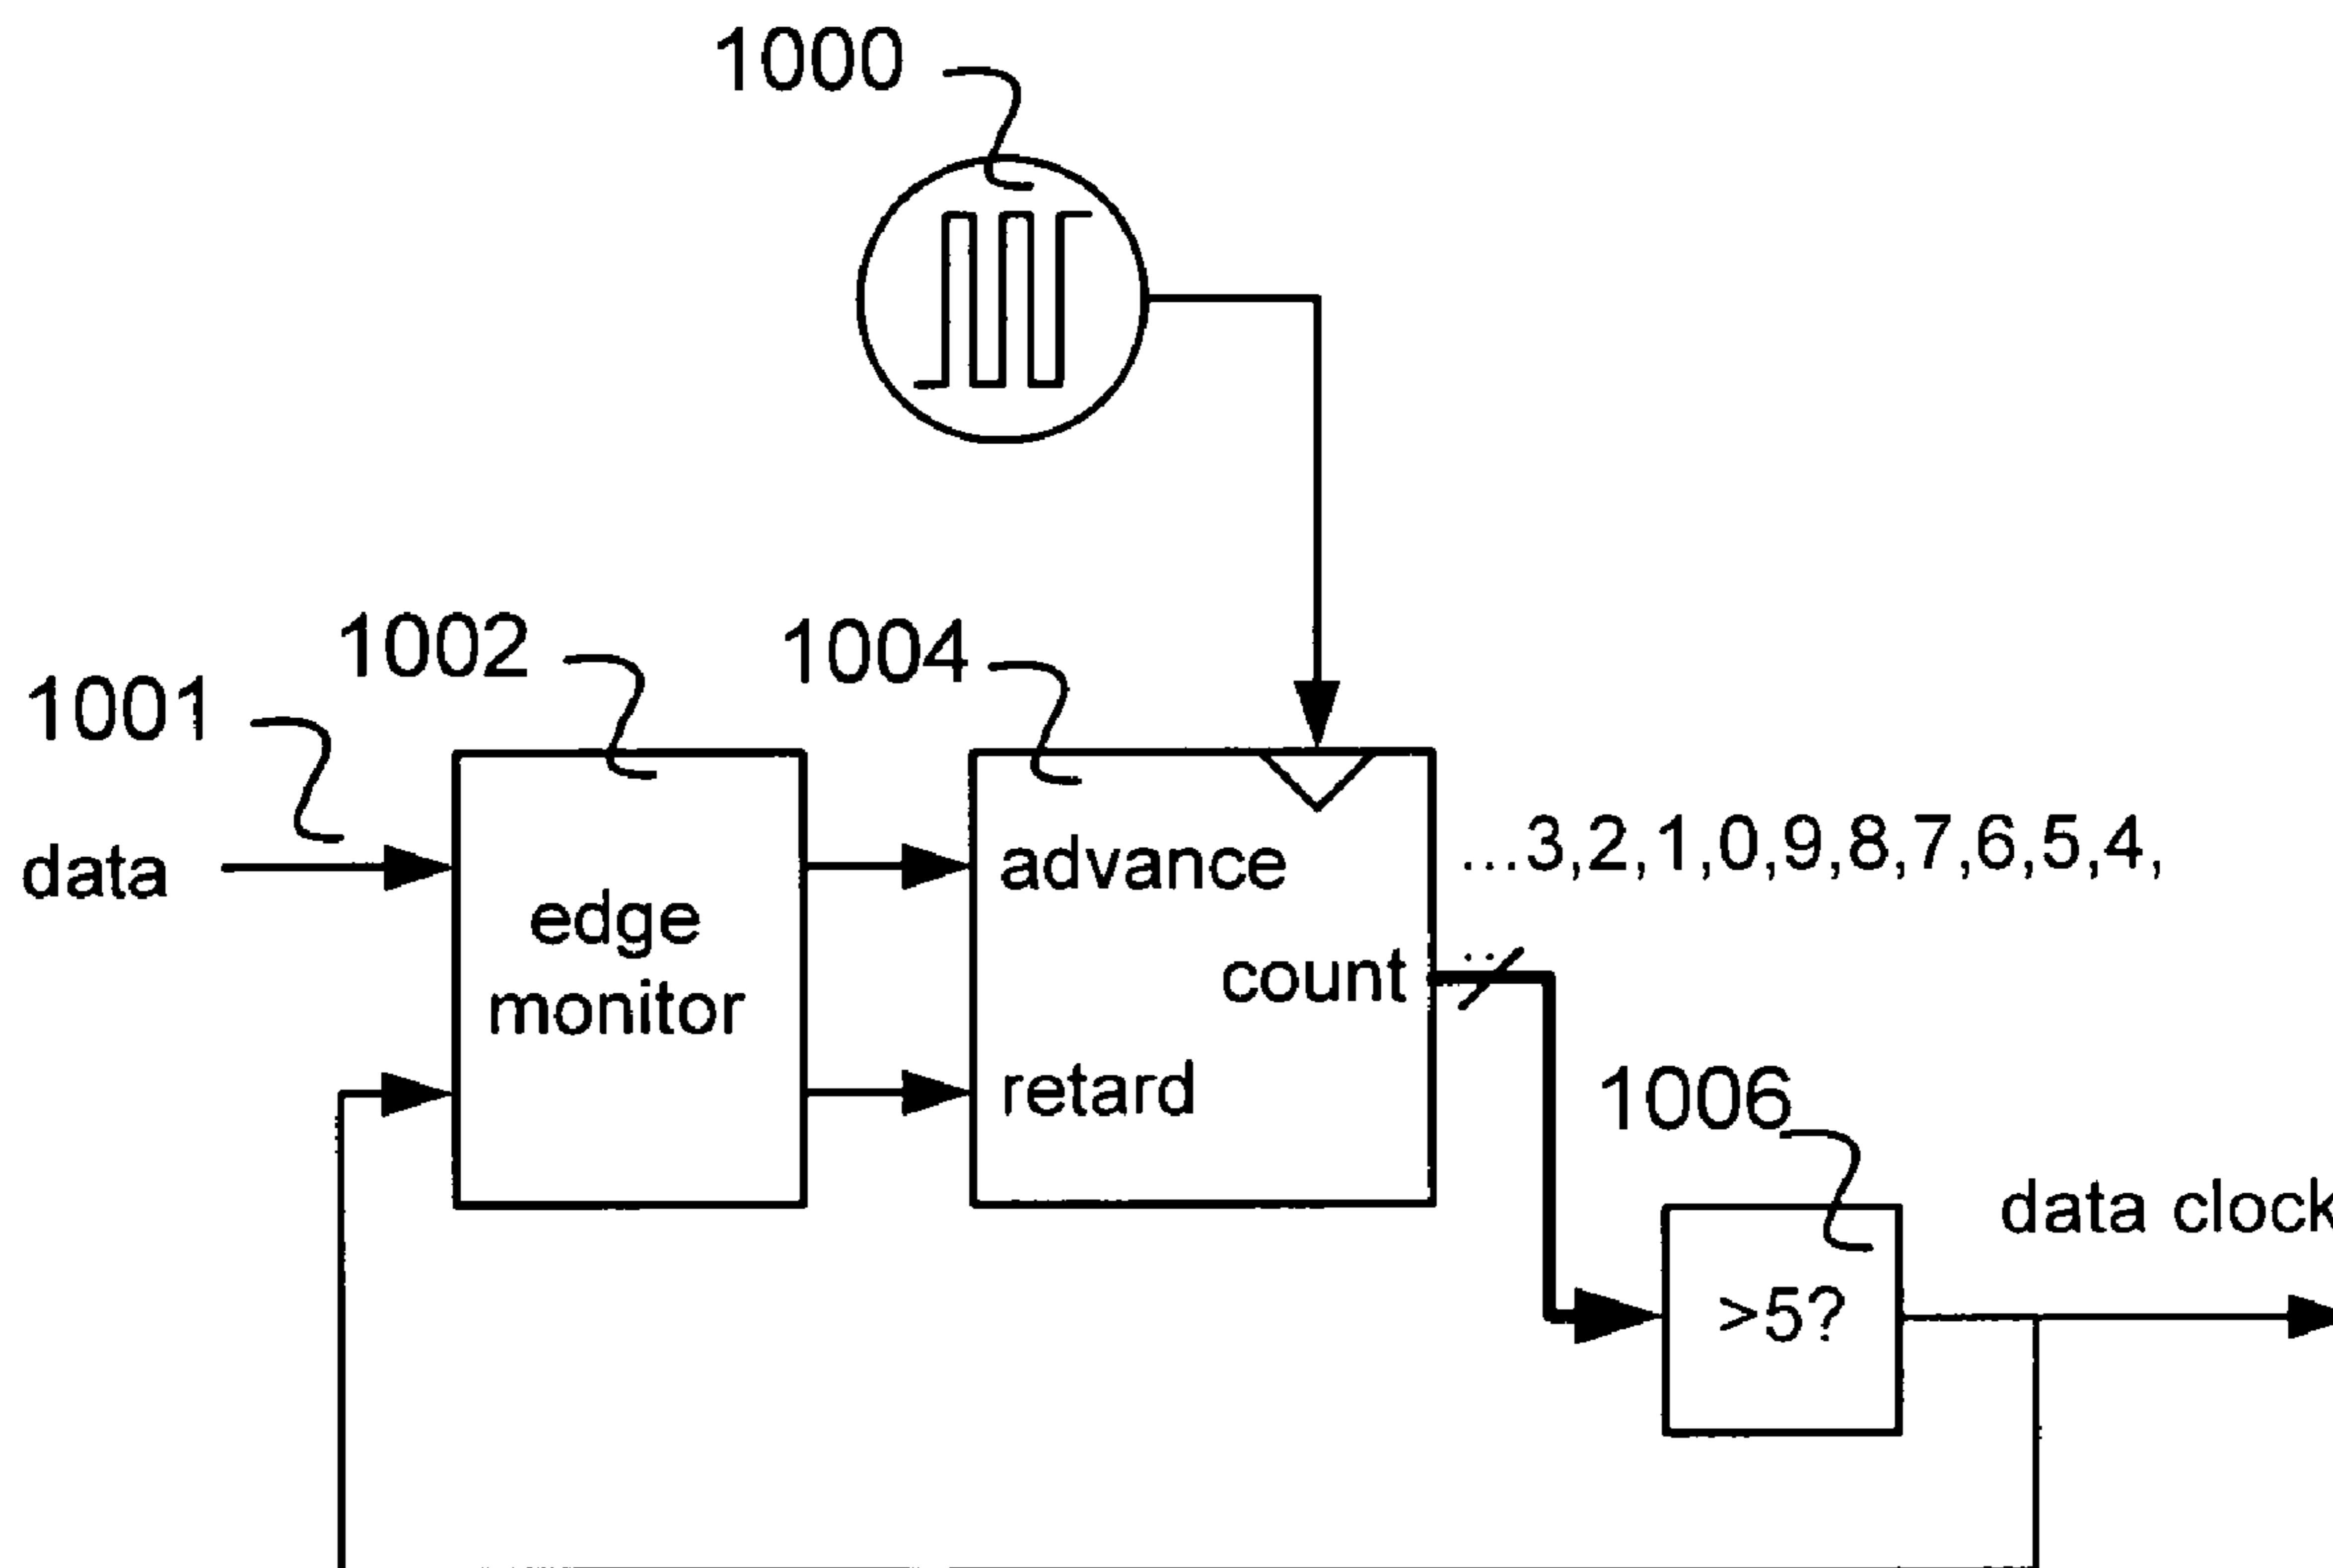 1000
1002
1004
1001
data
edge
monitor
advance
count
retard
...3,2,1,0,9,8,7,6,5,4,
1006
>5?
data clock